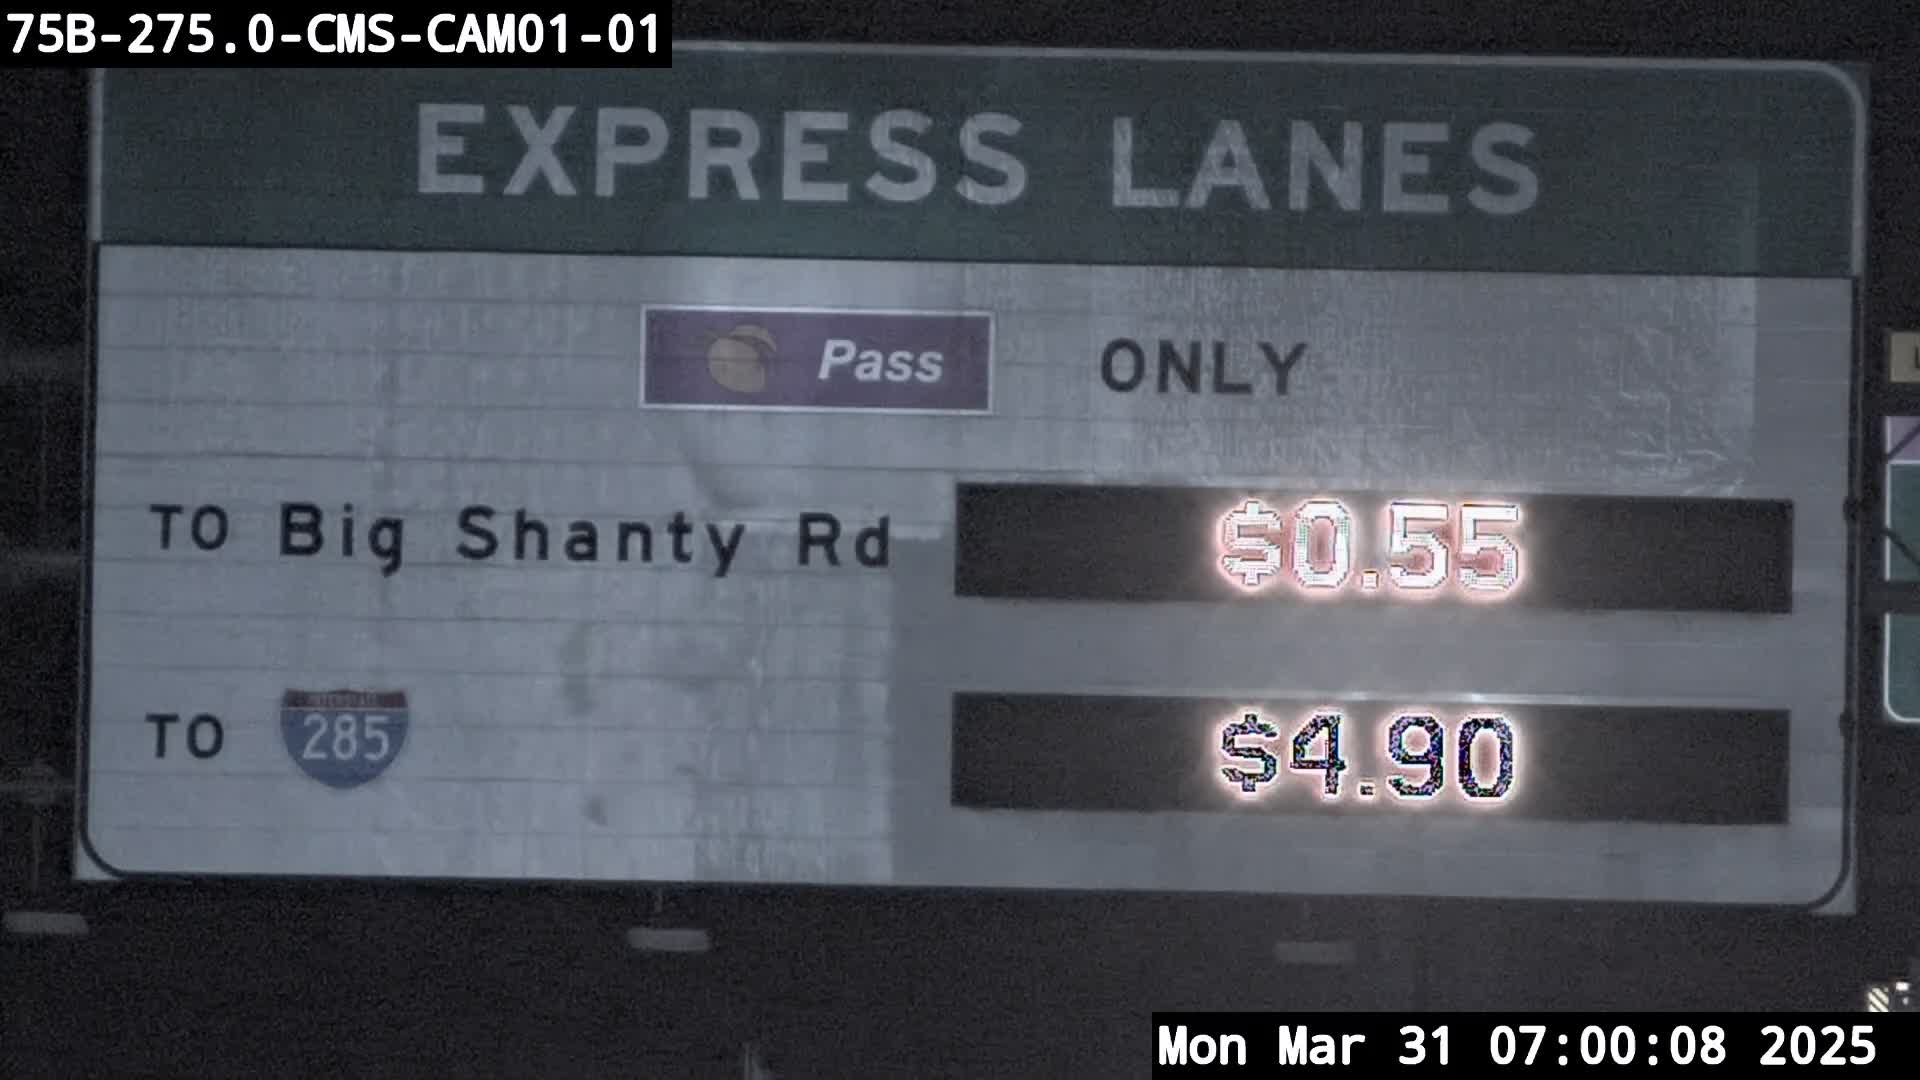 75B-275.0-CMS-CAM01-01
EXPRESS LANES
Pass ONLY
TO Big Shanty Rd $0.55
TO 285 $4.90
Mon Mar 31 07:00:08 2025